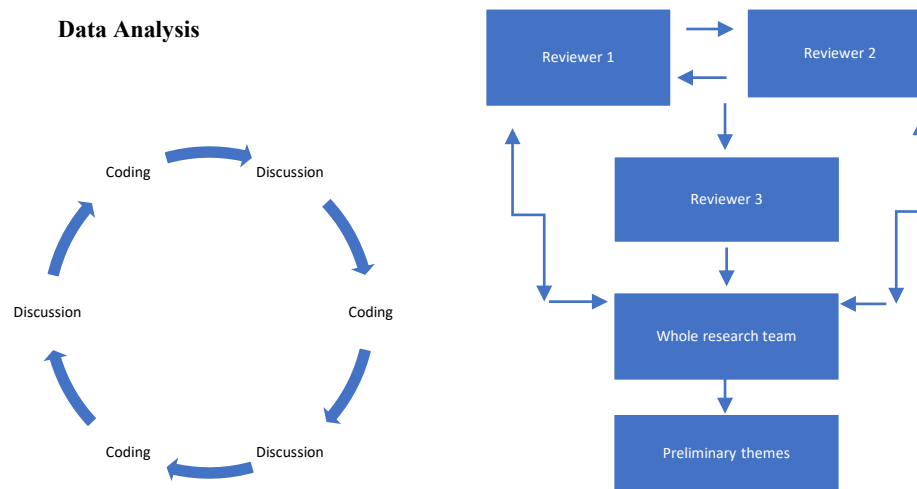 Data Analysis
Reviewer 1
Reviewer 2
Coding
Discussion
Reviewer 3
Discussion
Coding
Whole research team
Coding
Discussion
Preliminary themes